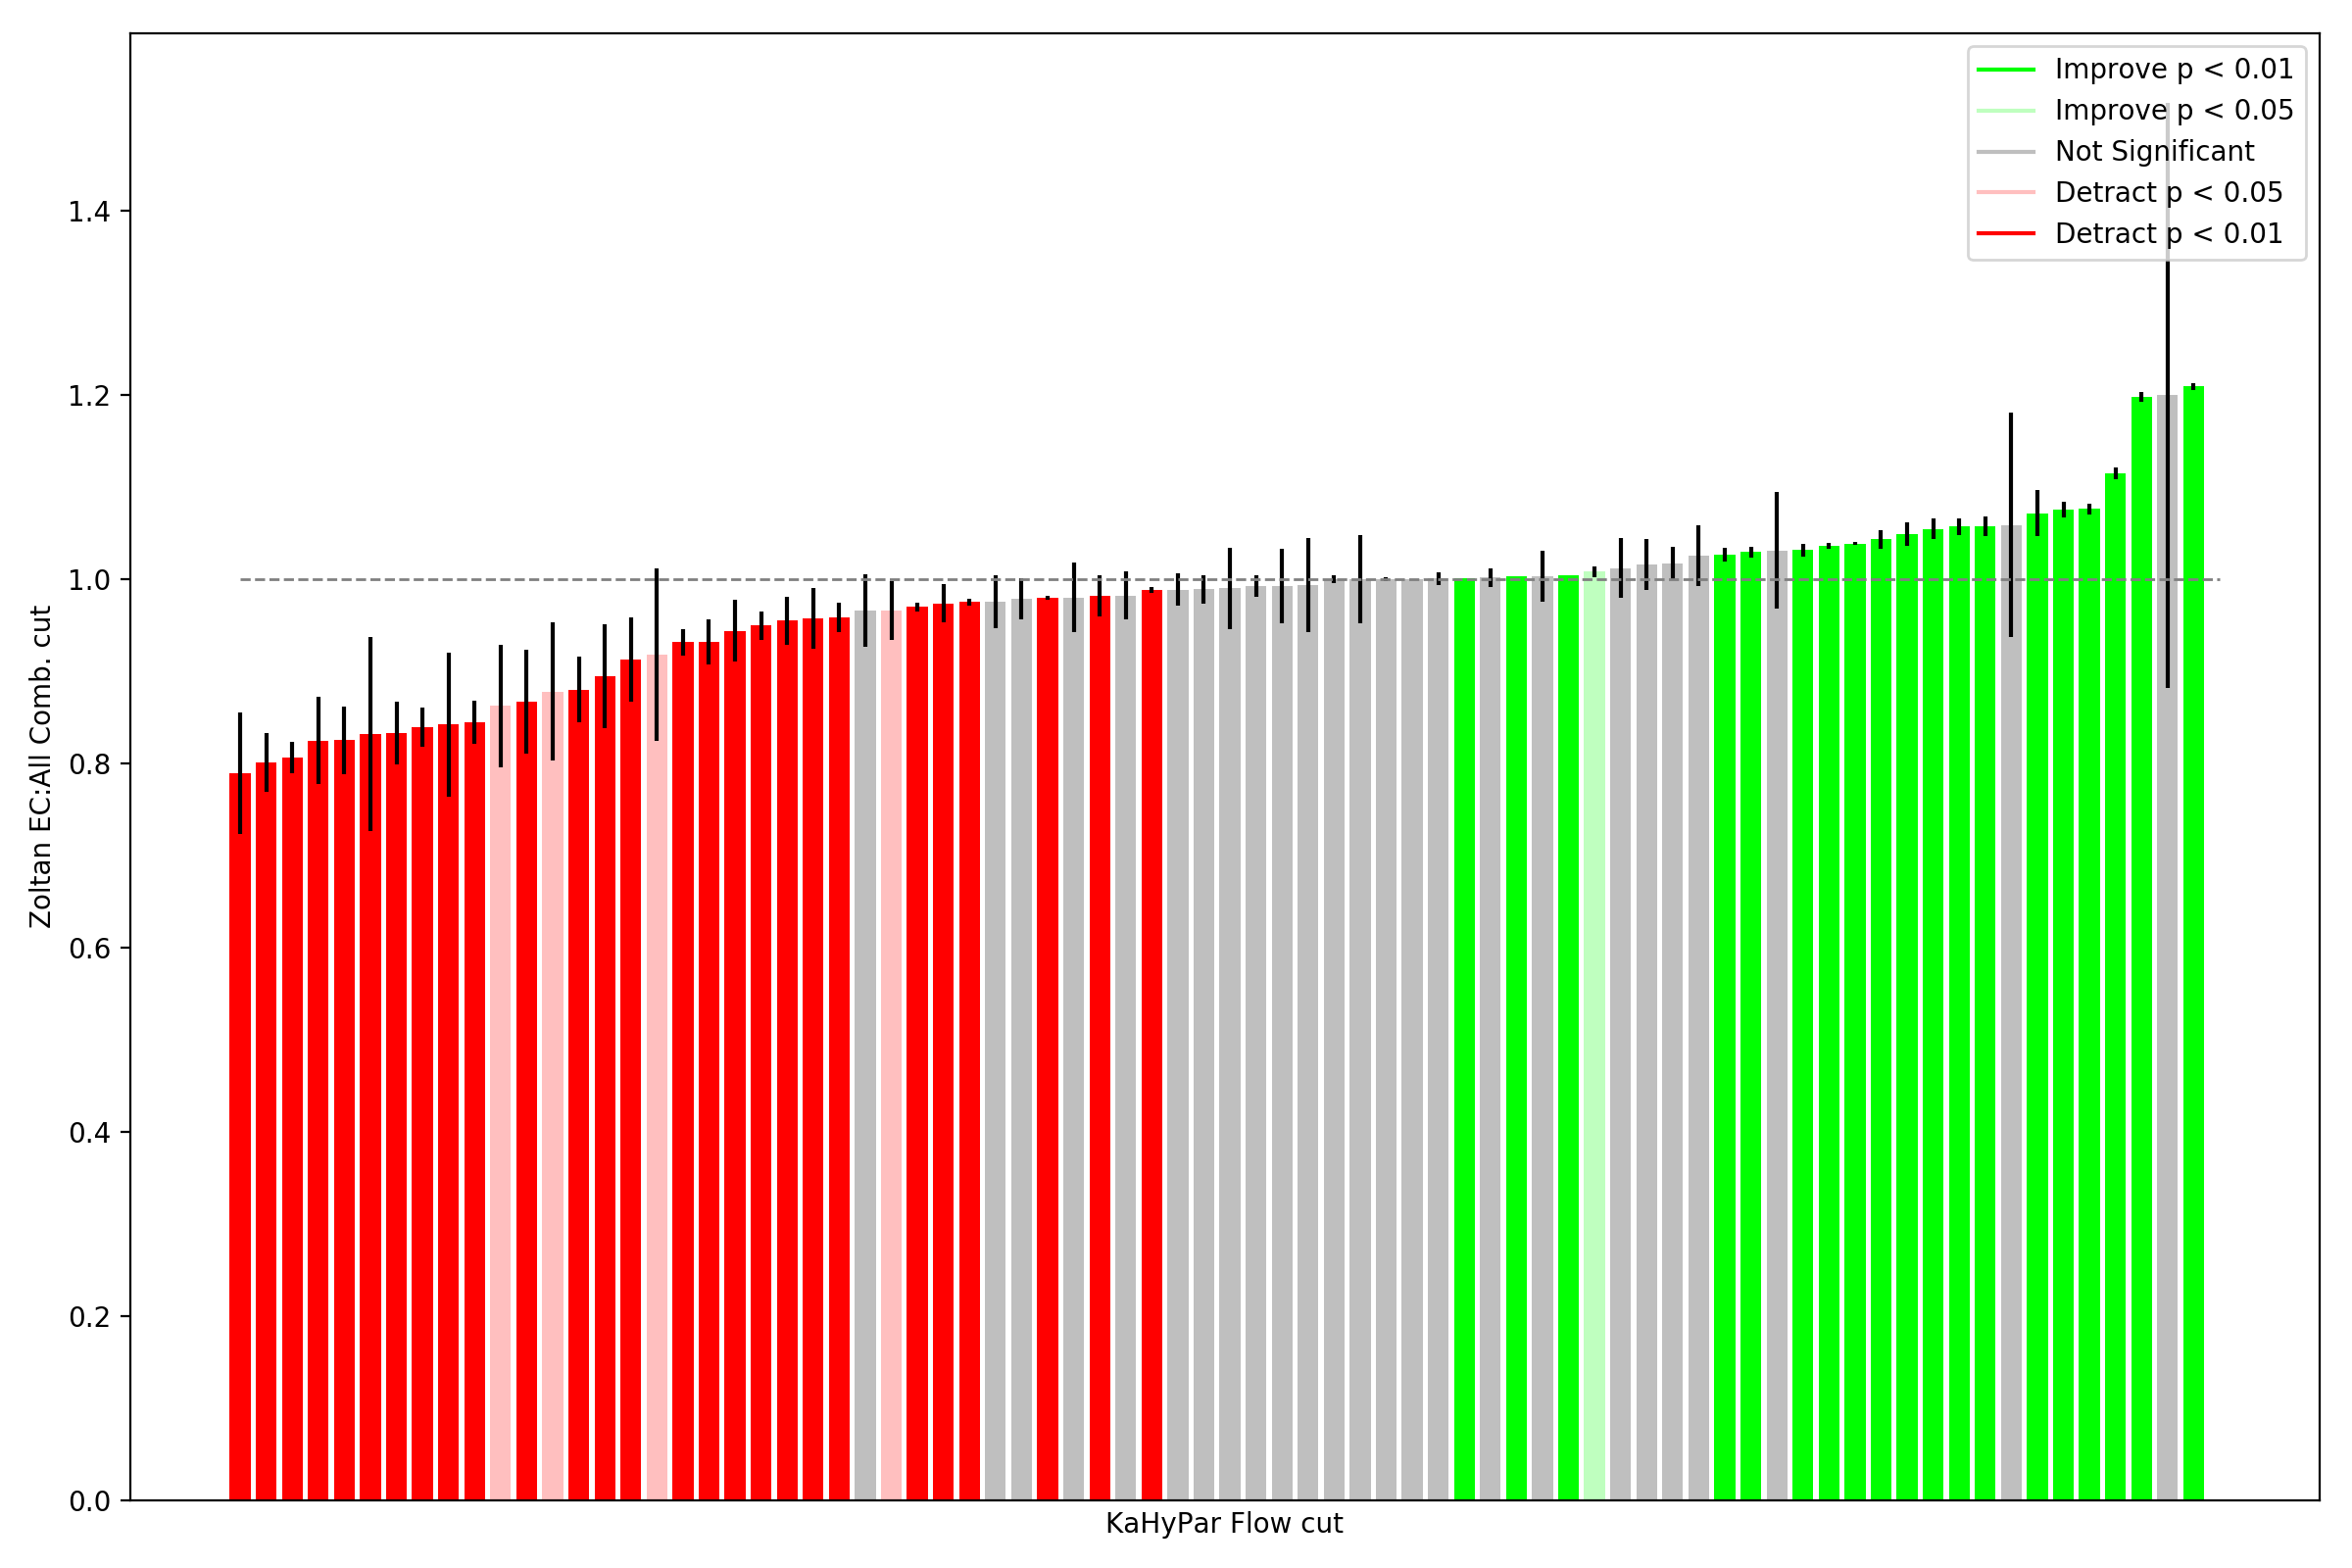 Improve p < 0.01
Improve p < 0.05
Not Significant
Detract p < 0.05
Detract p < 0.01
1.4
1.2
1.0
0.8
0.6
0.4
0.2
0.0
Zoltan EC:All Comb. cut
KaHyPar Flow cut